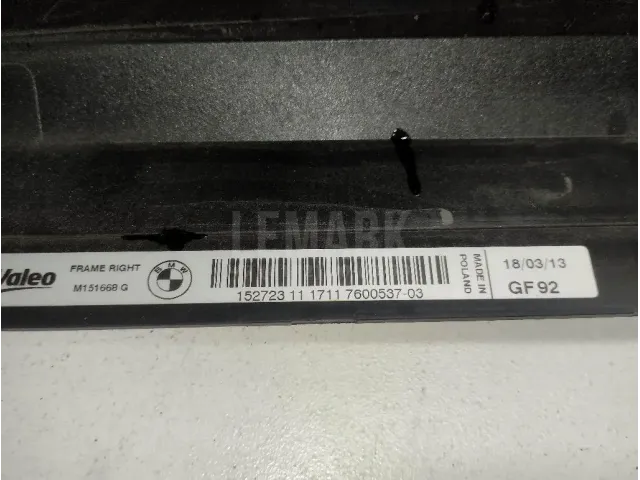 LEMARK
Valeo
FRAME RIGHT
M151668 G
BMW
152723 11 1711 7600537-03
MADE IN
POLAND
18/03/13
GF92